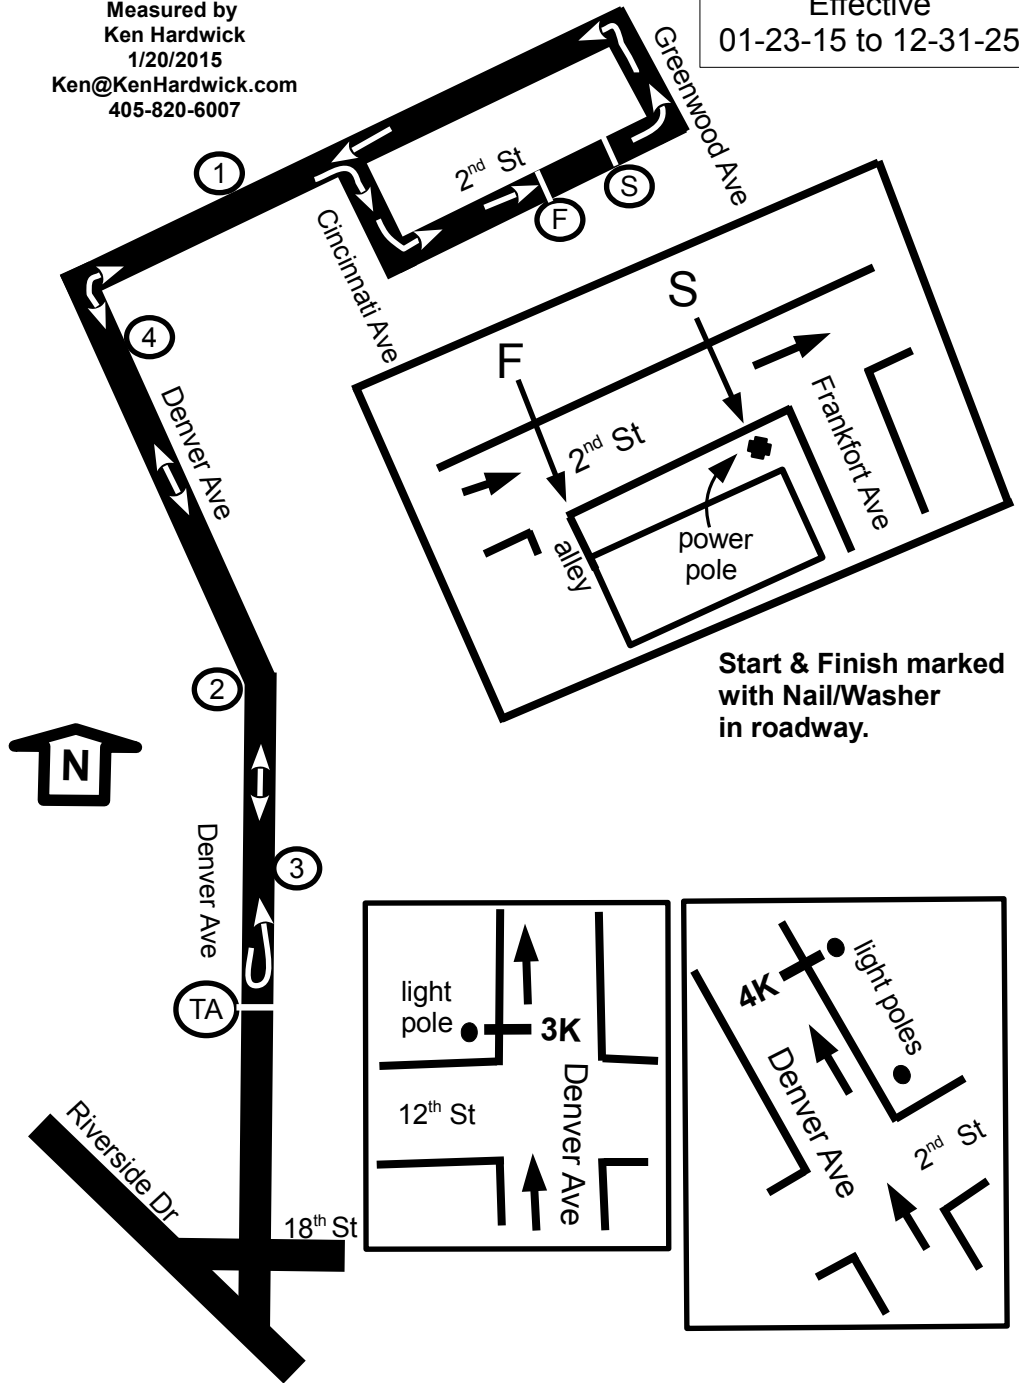 Measured by
Ken Hardwick
1/20/2015
Ken@KenHardwick.com
405-820-6007
Effective
01-23-15 to 12-31-25
Greenwood Ave
1
2nd St
S
F
Cincinnati Ave
4
Denver Ave
S
F
2nd St
Frankfort Ave
alley
power
pole
Start & Finish marked
with Nail/Washer
in roadway.
2
N
Denver Ave
3
TA
Riverside Dr
18th St
light
pole
3K
12th St
Denver Ave
4K
light poles
Denver Ave
2nd St